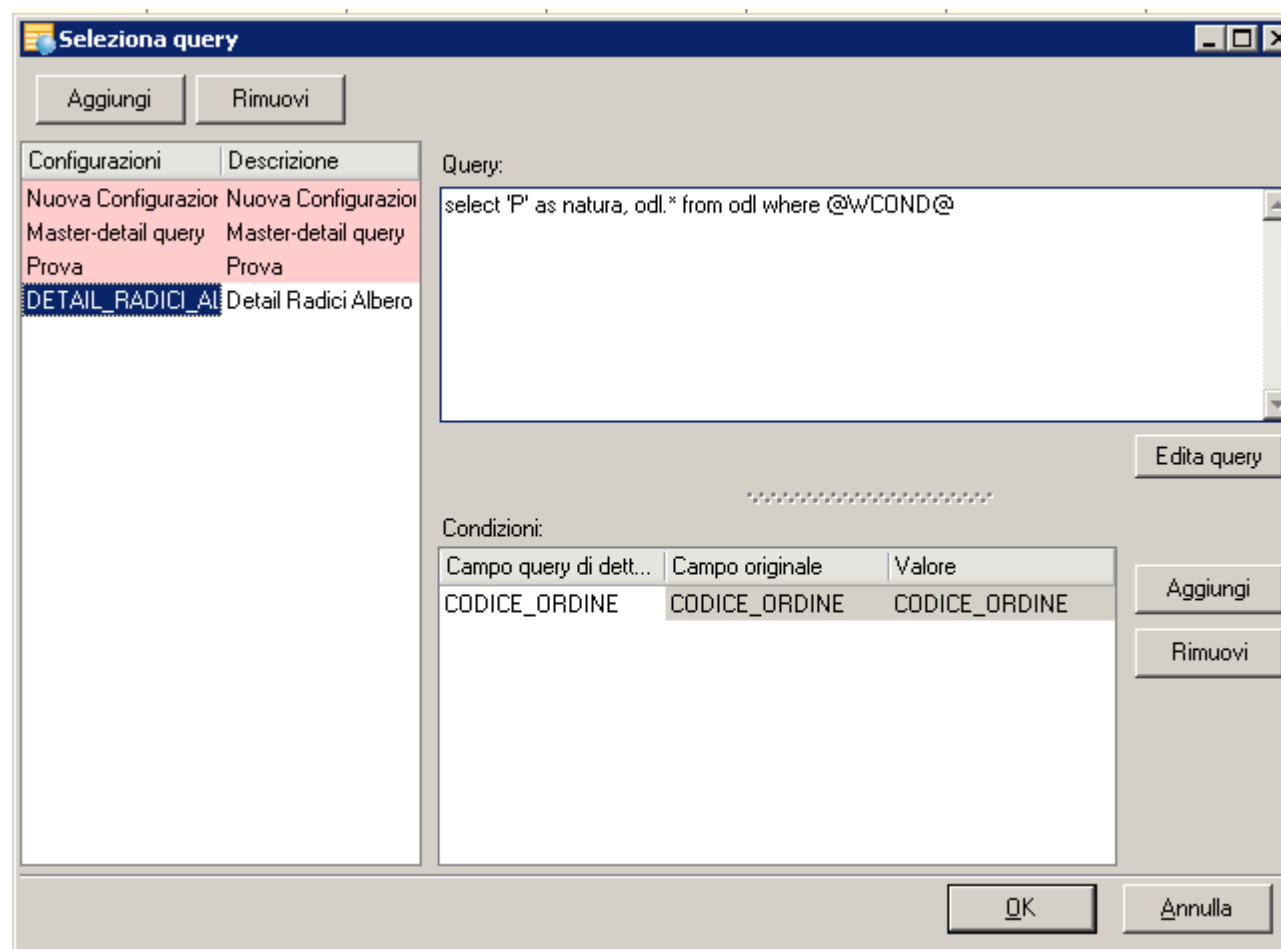 Seleziona query
Aggiungi Rimuovi
Configurazioni Descrizione
Nuova Configurazior Nuova Configurazioi
Master-detail query Master-detail query
Prova Prova
DETAIL_RADICI_AL Detail Radici Albero
Query:
select 'P' as natura, odl.* from odl where @WCOND@
Edita query
Condizioni:
Campo query di dett... Campo originale Valore
CODICE_ORDINE CODICE_ORDINE CODICE_ORDINE
Aggiungi
Rimuovi
OK Annulla